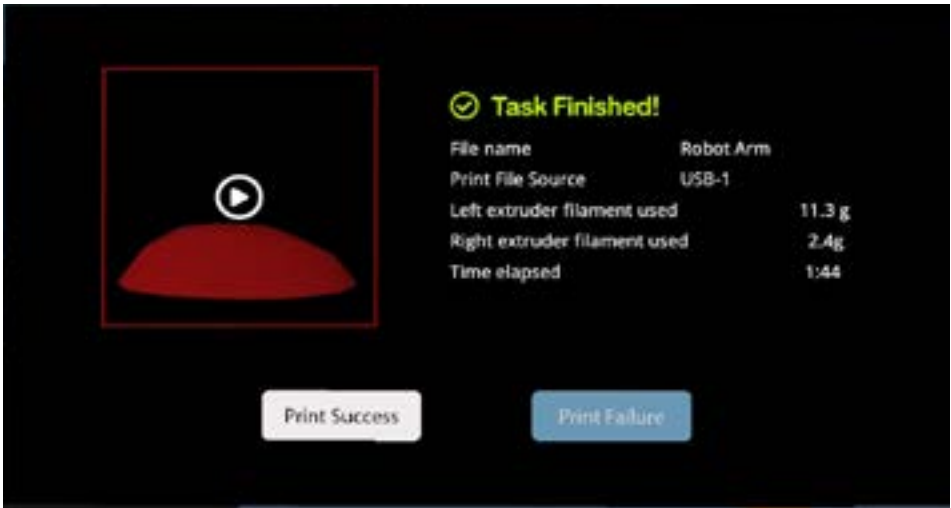 Task Finished!
File name Robot Arm
Print File Source USB-1
Left extruder filament used 11.3 g
Right extruder filament used 2.4g
Time elapsed 1:44
Print Success Print Failure